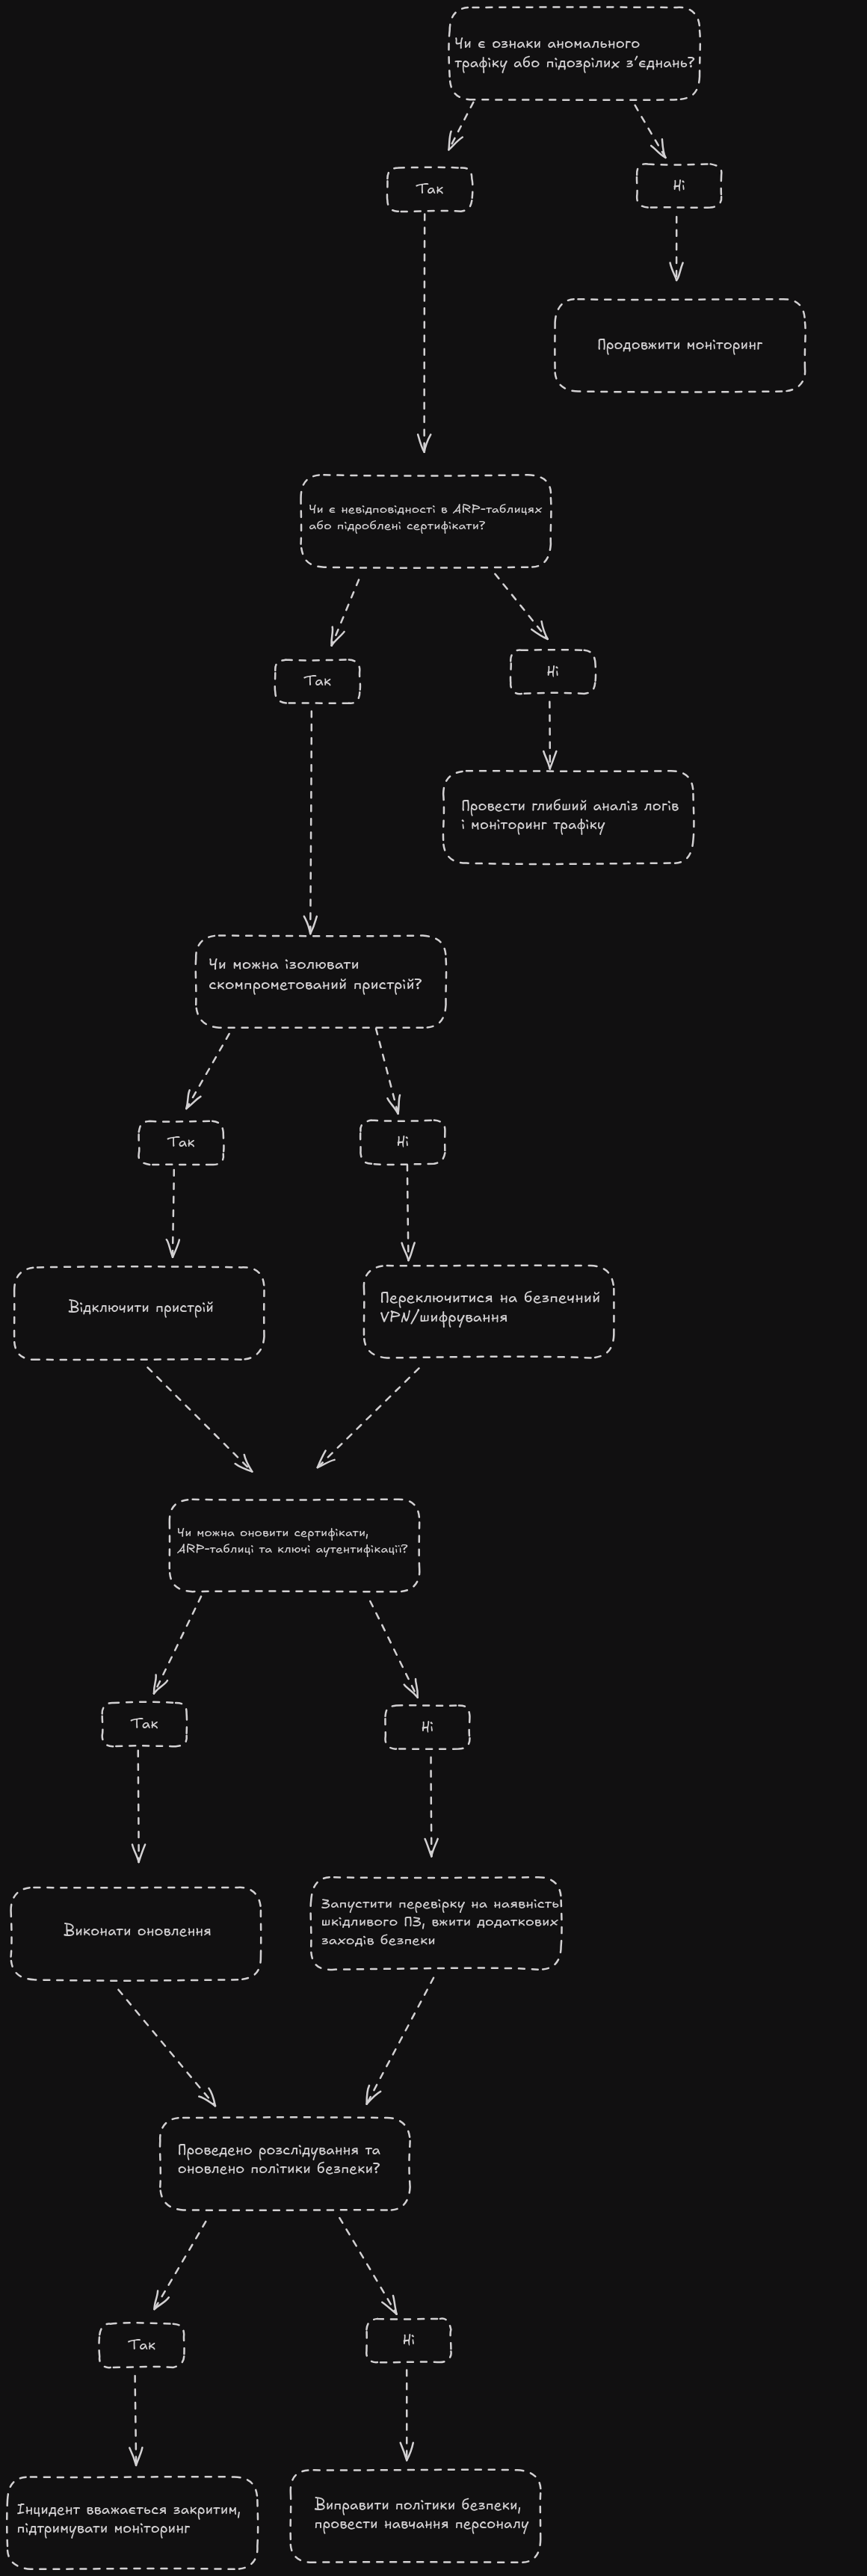 Чи є ознаки аномального
трафіку або підозрілих з'єднань?
Так
Ні
Продовжити моніторинг
Чи є невідповідності в ARP-таблицях
або підроблені сертифікати?
Так
Ні
Провести глибший аналіз логів
і моніторинг трафіку
Чи можна ізолювати
скомпрометований пристрій?
Так
Ні
Відключити пристрій
Переключитися на безпечний
VPN/шифрування
Чи можна оновити сертифікати,
ARP-таблиці та ключі аутентифікації?
Так
Ні
Виконати оновлення
Запустити перевірку на наявність
шкідливого ПЗ, вжити додаткових
заходів безпеки
Проведено розслідування та
оновлено політики безпеки?
Так
Ні
Інцидент вважається закритим,
підтримувати моніторинг
Виправити політики безпеки,
провести навчання персоналу